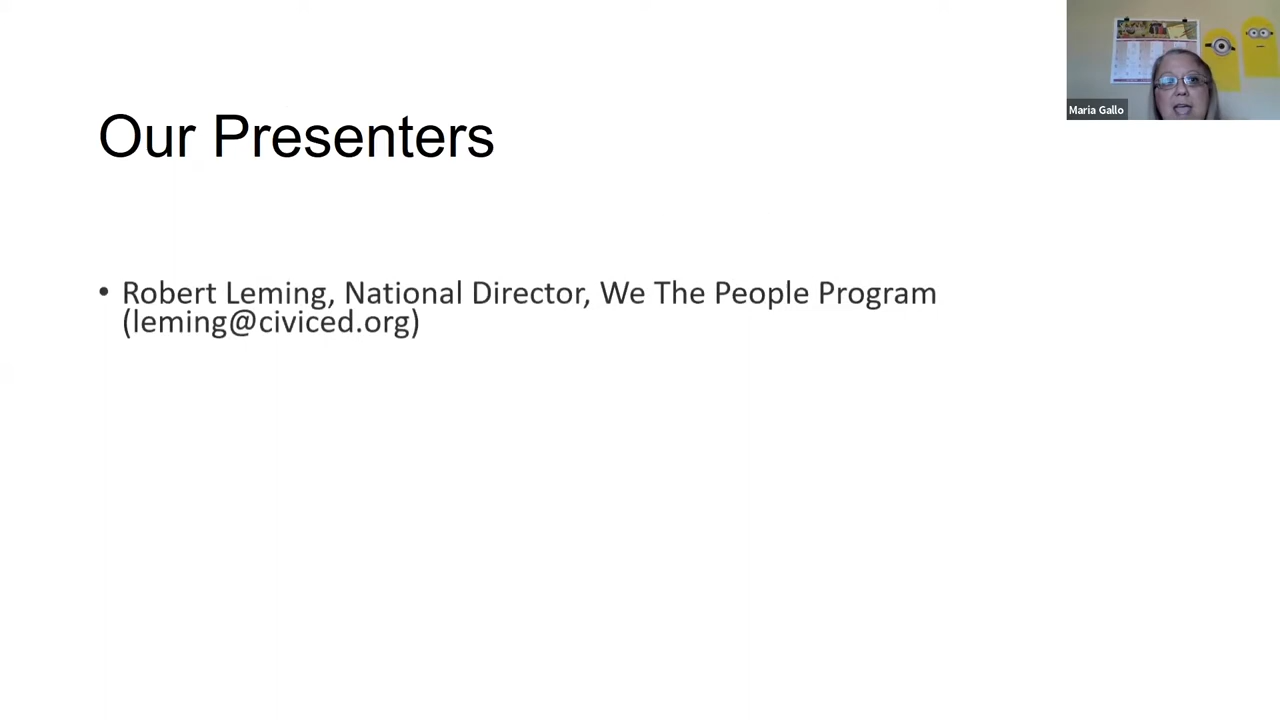 Maria Gallo
Our Presenters
• Robert Leming, National Director, We The People Program
(leming@civiced.org)